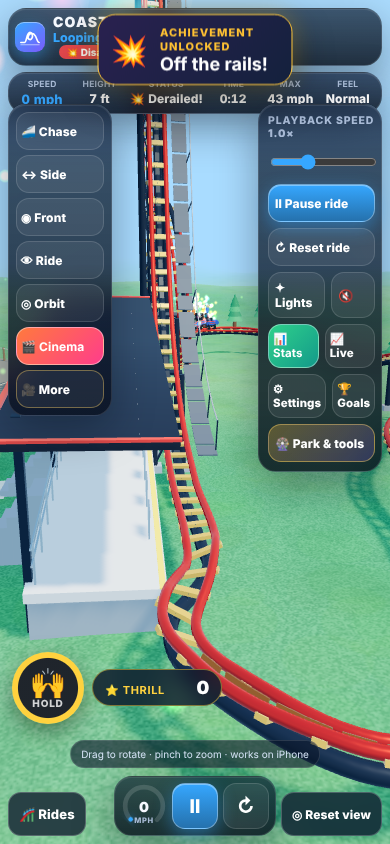 COAST
Looping
💥 Dis
ACHIEVEMENT
UNLOCKED
Off the rails!
SPEED
0 mph
HEIGHT
7 ft
STATUS
💥 Derailed!
TIME
0:12
MAX
43 mph
FEEL
Normal
Chase
↔ Side
◉ Front
Ride
◎ Orbit
Cinema
More
PLAYBACK SPEED
1.0×
Pause ride
↻ Reset ride
✦
Lights
Stats
Live
⚙
Settings
Goals
Park & tools
HOLD
THRILL
0
Drag to rotate · pinch to zoom · works on iPhone
Rides
0
MPH
◎ Reset view